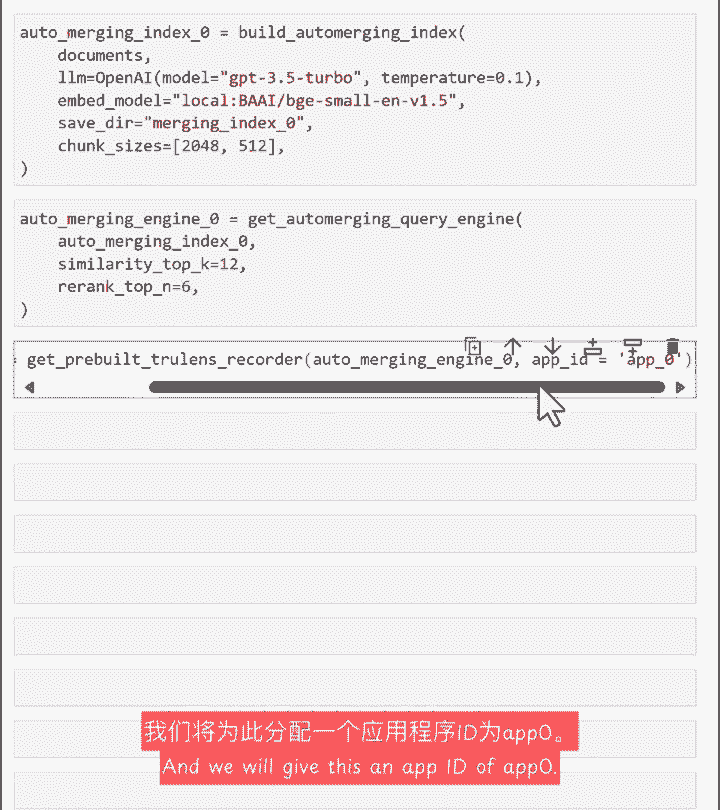 auto_merging_index_0 = build_automerging_index(
    documents,
    llm=OpenAI(model="gpt-3.5-turbo", temperature=0.1),
    embed_model="local:BAAI/bge-small-en-v1.5",
    save_dir="merging_index_0",
    chunk_sizes=[2048, 512],
)
auto_merging_engine_0 = get_automerging_query_engine(
    auto_merging_index_0,
    similarity_top_k=12,
    rerank_top_n=6,
)
get_prebuilt_trulens_recorder(auto_merging_engine_0, app_id = 'app_0')
我们将为此分配一个应用程序ID为app0。
And we will give this an app ID of app0.